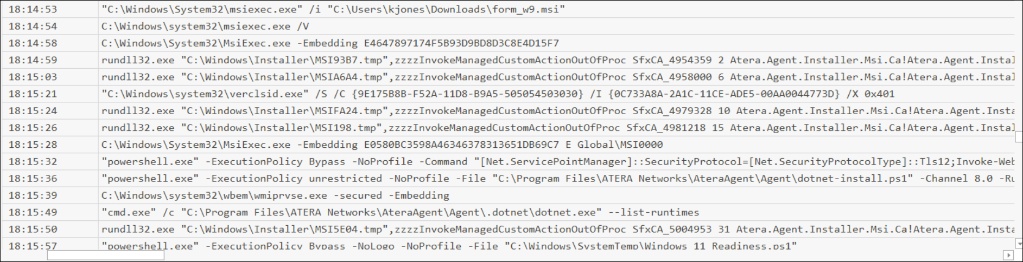 18:14:53 "C:\Windows\System32\msiexec.exe" /i "C:\Users\kjones\Downloads\form_w9.msi"
18:14:54 C:\Windows\system32\msiexec.exe /V
18:14:58 C:\Windows\System32\MsiExec.exe -Embedding E4647897174F5B93D9BD8D3C8E4D15F7
18:14:59 rundll32.exe "C:\Windows\Installer\MSI93B7.tmp",zzzzInvokeManagedCustomActionOutOfProc SfxCA_4954359 2 Atera.Agent.Installer.Msi.Ca!Atera.Agent.Instal
18:15:03 rundll32.exe "C:\Windows\Installer\MSIA6A4.tmp",zzzzInvokeManagedCustomActionOutOfProc SfxCA_4958000 6 Atera.Agent.Installer.Msi.Ca!Atera.Agent.Instal
18:15:21 "C:\Windows\system32\verclsid.exe" /S /C {9E175B8B-F52A-11D8-B9A5-505054503030} /I {0C733A8A-2A1C-11CE-ADE5-00AA0044773D} /X 0x401
18:15:24 rundll32.exe "C:\Windows\Installer\MSIFA24.tmp",zzzzInvokeManagedCustomActionOutOfProc SfxCA_4979328 10 Atera.Agent.Installer.Msi.Ca!Atera.Agent.Insta
18:15:26 rundll32.exe "C:\Windows\Installer\MSI198.tmp",zzzzInvokeManagedCustomActionOutOfProc SfxCA_4981218 15 Atera.Agent.Installer.Msi.Ca!Atera.Agent.Instal
18:15:28 C:\Windows\System32\MsiExec.exe -Embedding E0580BC3598A46346378313651DB69C7 E Global\MSI0000
18:15:32 "powershell.exe" -ExecutionPolicy Bypass -NoProfile -Command "[Net.ServicePointManager]::SecurityProtocol=[Net.SecurityProtocolType]::Tls12;Invoke-Web
18:15:36 "powershell.exe" -ExecutionPolicy unrestricted -NoProfile -File "C:\Program Files\ATERA Networks\AteraAgent\Agent\dotnet-install.ps1" -Channel 8.0 -Ru
18:15:39 C:\Windows\system32\wbem\wmiprvse.exe -secured -Embedding
18:15:49 "cmd.exe" /c "C:\Program Files\ATERA Networks\AteraAgent\Agent\.dotnet\dotnet.exe" --list-runtimes
18:15:50 rundll32.exe "C:\Windows\Installer\MSI5E04.tmp",zzzzInvokeManagedCustomActionOutOfProc SfxCA_5004953 31 Atera.Agent.Installer.Msi.Ca!Atera.Agent.Insta
18:15:57 "powershell.exe" -ExecutionPolicy Bypass -NoLogo -NoProfile -File "C:\Windows\SystemTemp\Windows 11 Readiness.ps1"